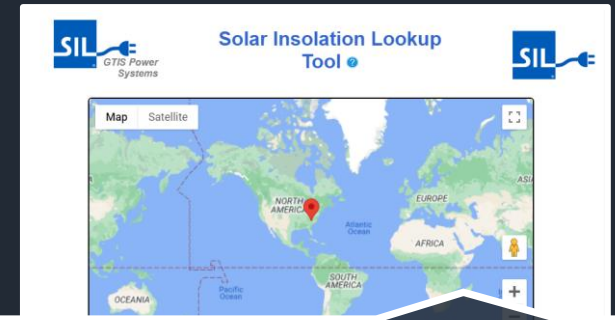 SIL
GTIS Power
Systems
Solar Insolation Lookup
Tool ?
SIL
Map Satellite
NORTH
AMERICA
EUROPE
Atlantic
Ocean
AFRICA
SOUTH
AMERICA
Pacific
Ocean
OCEANIA
+